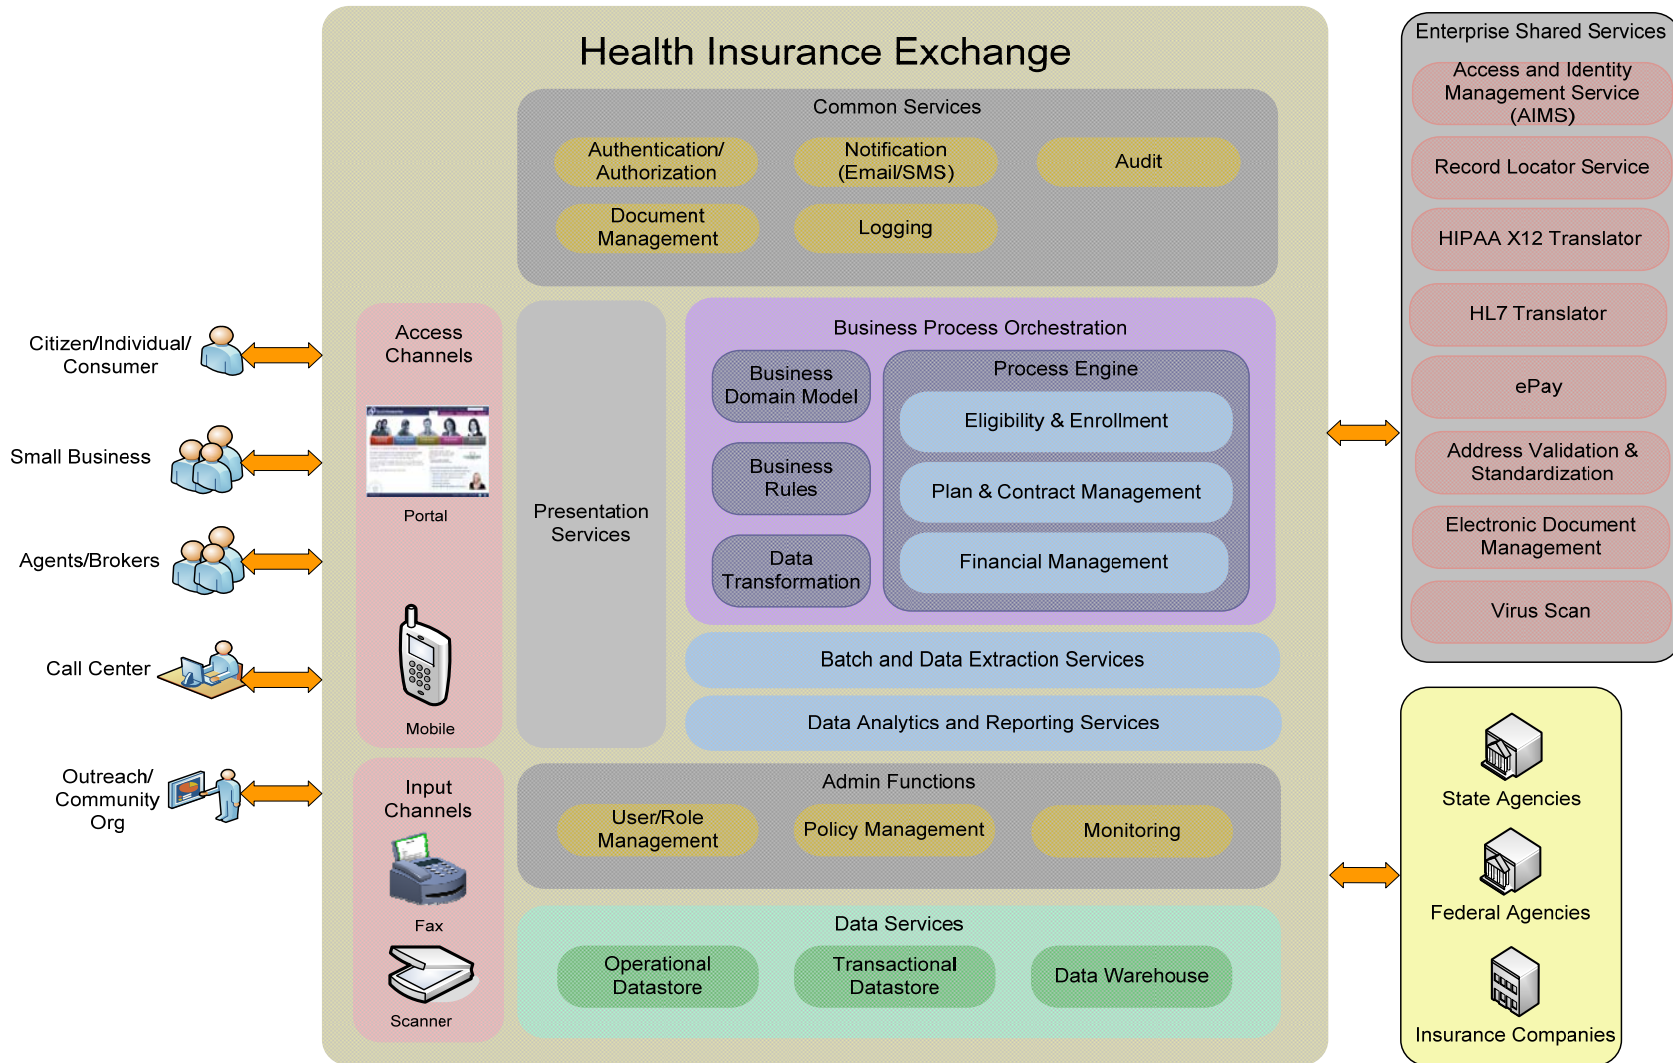 Health Insurance Exchange
Common Services
Authentication/
Authorization
Notification
(Email/SMS)
Audit
Document
Management
Logging
Citizen/Individual/
Consumer
Small Business
Agents/Brokers
Call Center
Outreach/
Community
Org
Access
Channels
Portal
Mobile
Input
Channels
Fax
Scanner
Presentation
Services
Business Process Orchestration
Business
Domain Model
Business
Rules
Data
Transformation
Process Engine
Eligibility & Enrollment
Plan & Contract Management
Financial Management
Batch and Data Extraction Services
Data Analytics and Reporting Services
Admin Functions
User/Role
Management
Policy Management
Monitoring
Data Services
Operational
Datastore
Transactional
Datastore
Data Warehouse
Enterprise Shared Services
Access and Identity
Management Service
(AIMS)
Record Locator Service
HIPAA X12 Translator
HL7 Translator
ePay
Address Validation &
Standardization
Electronic Document
Management
Virus Scan
State Agencies
Federal Agencies
Insurance Companies